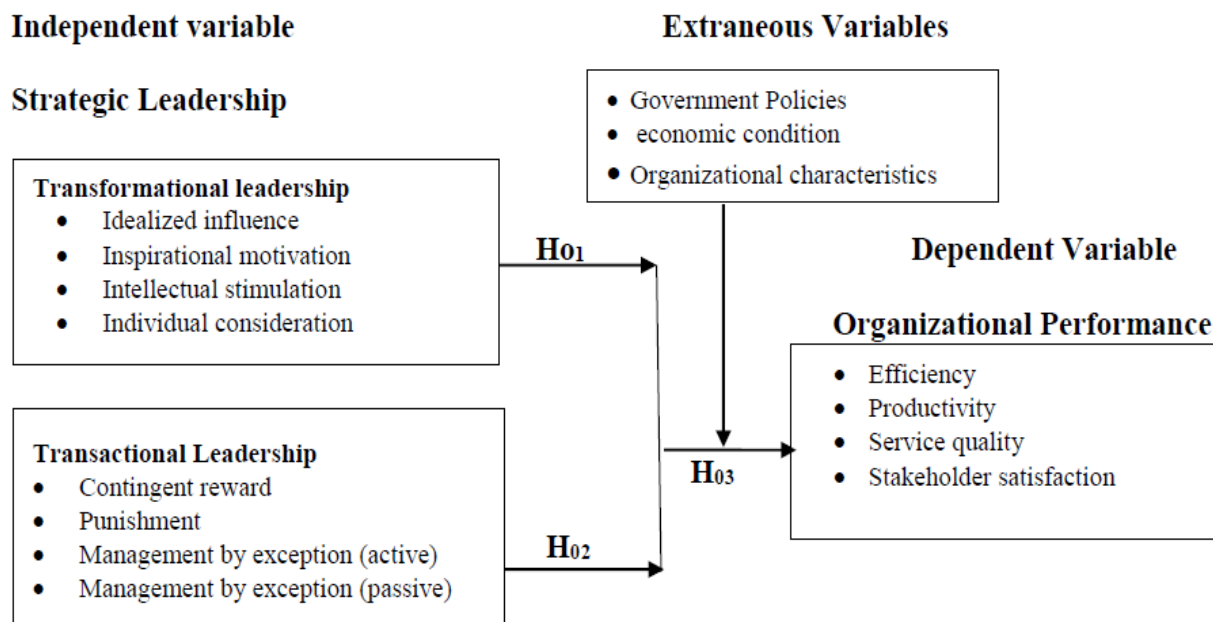 Independent variable
Strategic Leadership
Transformational leadership
• Idealized influence
• Inspirational motivation
• Intellectual stimulation
• Individual consideration
Transactional Leadership
• Contingent reward
• Punishment
• Management by exception (active)
• Management by exception (passive)
Ho1
H02
Extraneous Variables
• Government Policies
• economic condition
• Organizational characteristics
H03
Dependent Variable
Organizational Performance
• Efficiency
• Productivity
• Service quality
• Stakeholder satisfaction